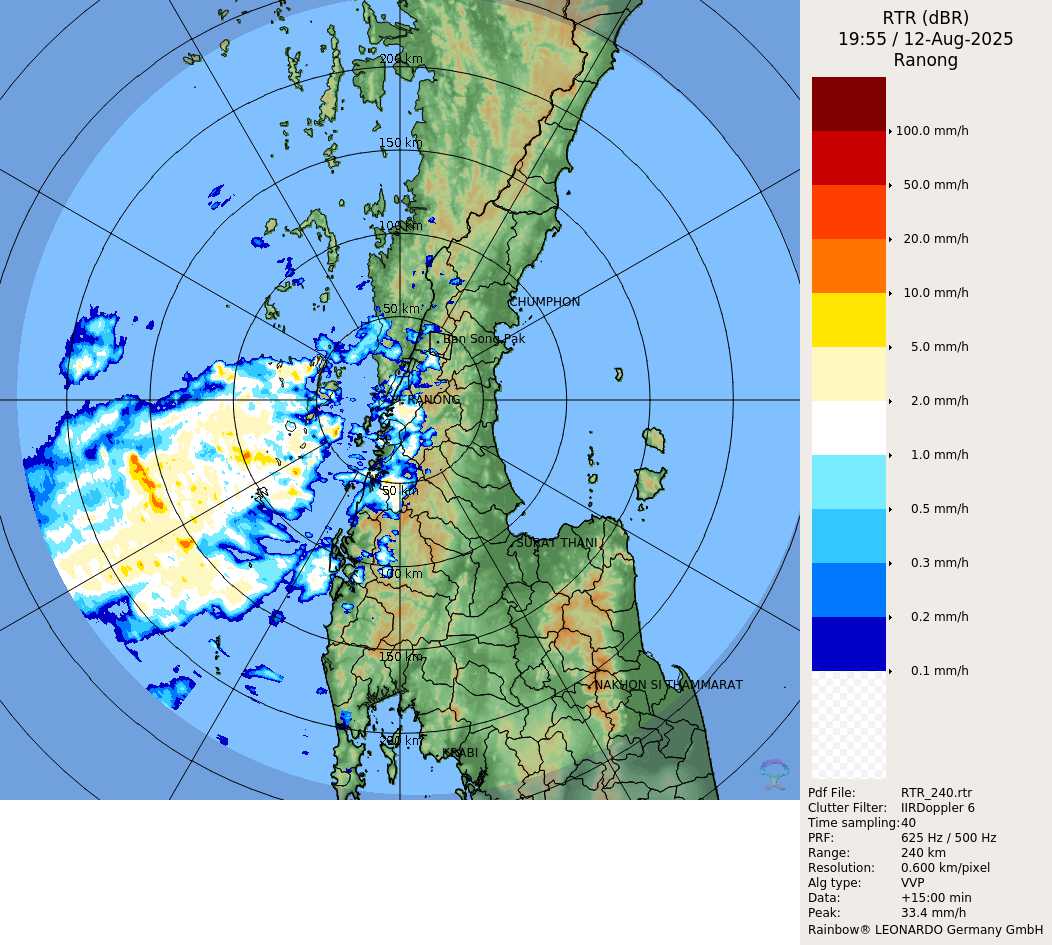 RTR (dBR)
19:55 / 12-Aug-2025
Ranong
200 km
150 km
100 km
50 km
CHUMPHON
Ban Song Pak
RANONG
50 km
SURAT THANI
100 km
150 km
NAKHON SI THAMMARAT
200 km
KRABI
100.0 mm/h
50.0 mm/h
20.0 mm/h
10.0 mm/h
5.0 mm/h
2.0 mm/h
1.0 mm/h
0.5 mm/h
0.3 mm/h
0.2 mm/h
0.1 mm/h
Pdf File: RTR_240.rtr
Clutter Filter: IIRDoppler 6
Time sampling:40
PRF: 625 Hz / 500 Hz
Range: 240 km
Resolution: 0.600 km/pixel
Alg type: VVP
Data: +15:00 min
Peak: 33.4 mm/h
Rainbow® LEONARDO Germany GmbH